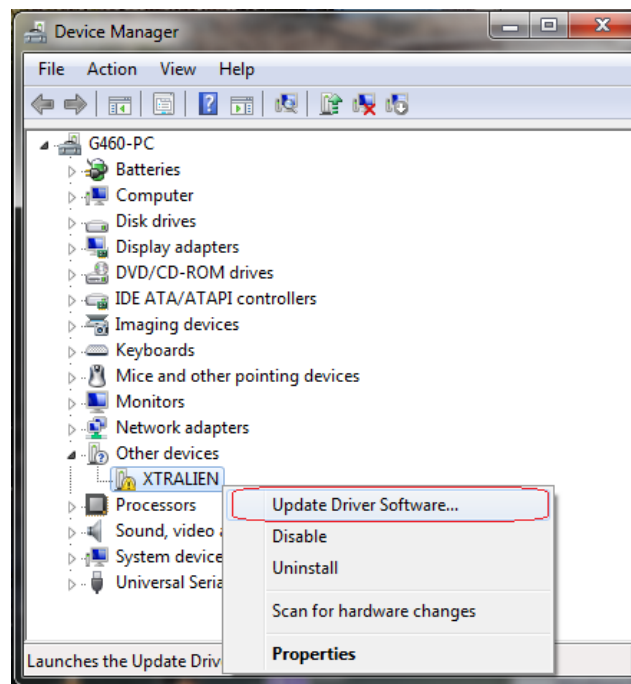 Device Manager
File Action View Help
G460-PC
Batteries
Computer
Disk drives
Display adapters
DVD/CD-ROM drives
IDE ATA/ATAPI controllers
Imaging devices
Keyboards
Mice and other pointing devices
Monitors
Network adapters
Other devices
XTRALIEN
Processors
Sound, video
System device
Universal Seria
Update Driver Software...
Disable
Uninstall
Scan for hardware changes
Properties
Launches the Update Driv